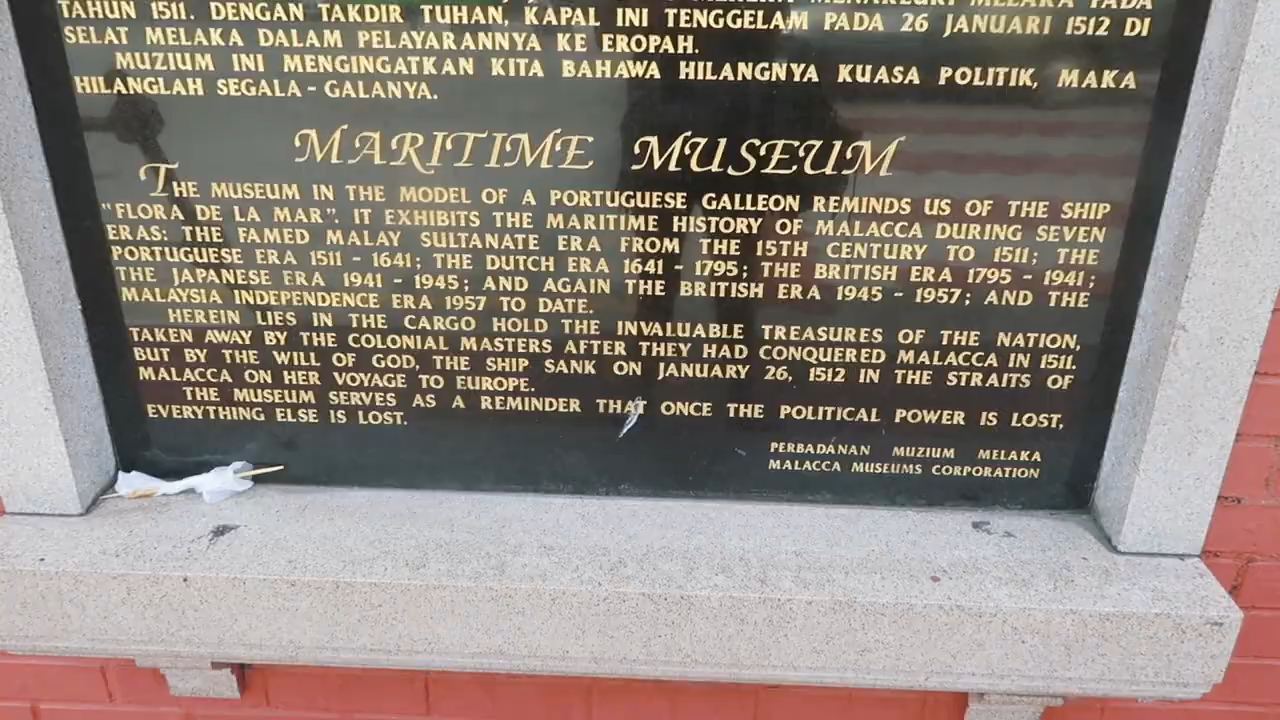 MELAKA PADA
TAHUN 1511. DENGAN TAKDIR TUHAN, KAPAL INI TENGGELAM PADA 26 JANUARI 1512 DI
SELAT MELAKA DALAM PELAYARANNYA KE EROPAH.
MUZIUM INI MENGINGATKAN KITA BAHAWA HILANGNYA KUASA POLITIK, MAKA
HILANGLAH SEGALA - GALANYA.
MARITIME MUSEUM
THE MUSEUM IN THE MODEL OF A PORTUGUESE GALLEON REMINDS US OF THE SHIP
"FLORA DE LA MAR". IT EXHIBITS THE MARITIME HISTORY OF MALACCA DURING SEVEN
ERAS: THE FAMED MALAY SULTANATE ERA FROM THE 15TH CENTURY TO 1511; THE
PORTUGUESE ERA 1511 - 1641; THE DUTCH ERA 1641 - 1795; THE BRITISH ERA 1795 - 1941;
THE JAPANESE ERA 1941 - 1945; AND AGAIN THE BRITISH ERA 1945 - 1957; AND THE
MALAYSIA INDEPENDENCE ERA 1957 TO DATE.
HEREIN LIES IN THE CARGO HOLD THE INVALUABLE TREASURES OF THE NATION,
TAKEN AWAY BY THE COLONIAL MASTERS AFTER THEY HAD CONQUERED MALACCA IN 1511.
BUT BY THE WILL OF GOD, THE SHIP SANK ON JANUARY 26, 1512 IN THE STRAITS OF
MALACCA ON HER VOYAGE TO EUROPE.
THE MUSEUM SERVES AS A REMINDER THAT ONCE THE POLITICAL POWER IS LOST,
EVERYTHING ELSE IS LOST.
PERBADANAN MUZIUM MELAKA
MALACCA MUSEUMS CORPORATION